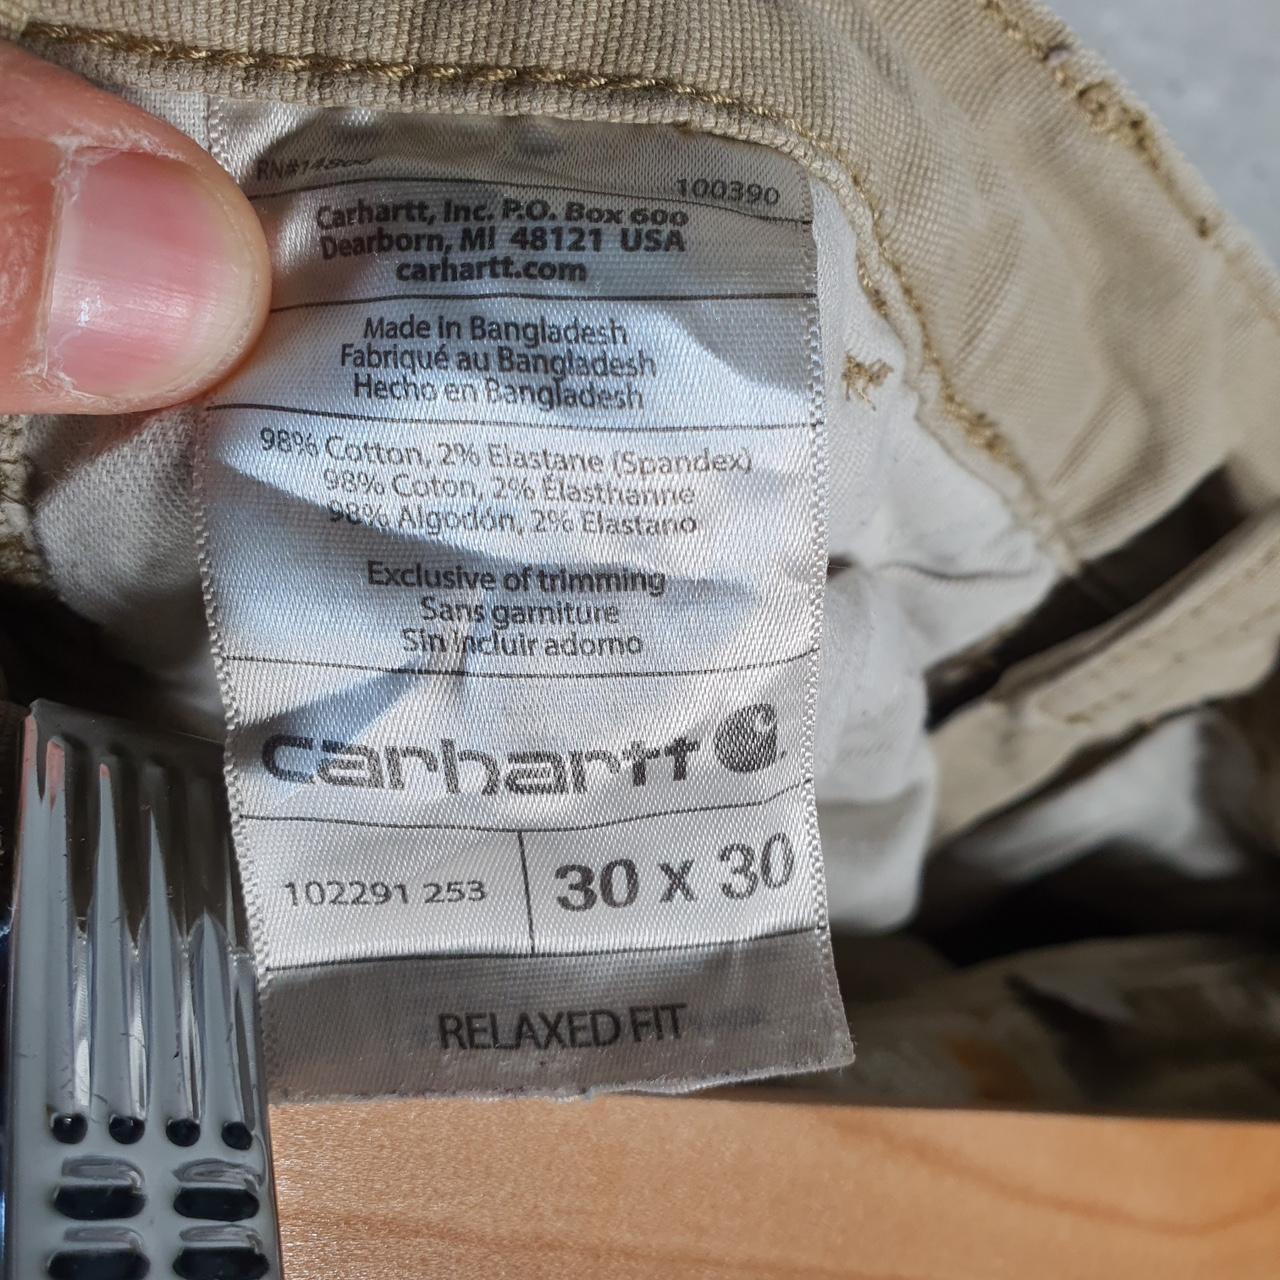 RN#14806
100390
Carhartt, Inc. P.O. Box 600
Dearborn, MI 48121 USA
carhartt.com
Made in Bangladesh
Fabriqué au Bangladesh
Hecho en Bangladesh
98% Cotton, 2% Elastane (Spandex)
98% Coton, 2% Élasthanne
98% Algodón, 2% Elastano
Exclusive of trimming
Sans garniture
Sin incluir adorno
carhartt
102291 253
30 x 30
RELAXED FIT